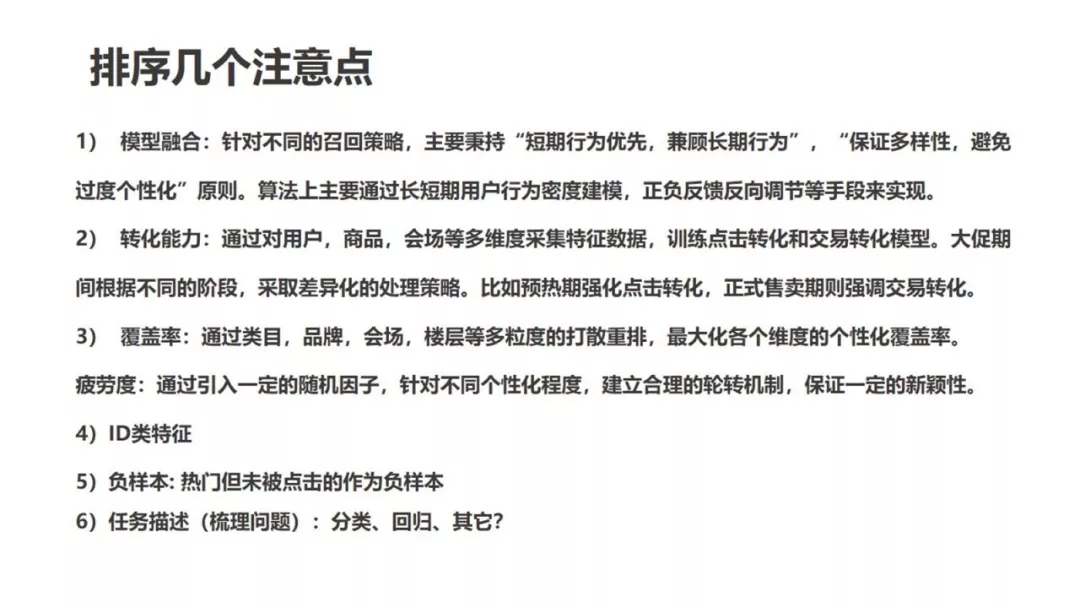 排序几个注意点
1） 模型融合：针对不同的召回策略，主要秉持“短期行为优先，兼顾长期行为”，“保证多样性，避免
过度个性化”原则。算法上主要通过长短期用户行为密度建模，正负反馈反向调节等手段来实现。
2） 转化能力：通过对用户，商品，会场等多维度采集特征数据，训练点击转化和交易转化模型。大促期
间根据不同的阶段，采取差异化的处理策略。比如预热期强化点击转化，正式售卖期则强调交易转化。
3） 覆盖率：通过类目，品牌，会场，楼层等多粒度的打散重排，最大化各个维度的个性化覆盖率。
疲劳度：通过引入一定的随机因子，针对不同个性化程度，建立合理的轮转机制，保证一定的新颖性。
4）ID类特征
5）负样本: 热门但未被点击的作为负样本
6）任务描述（梳理问题）：分类、回归、其它？